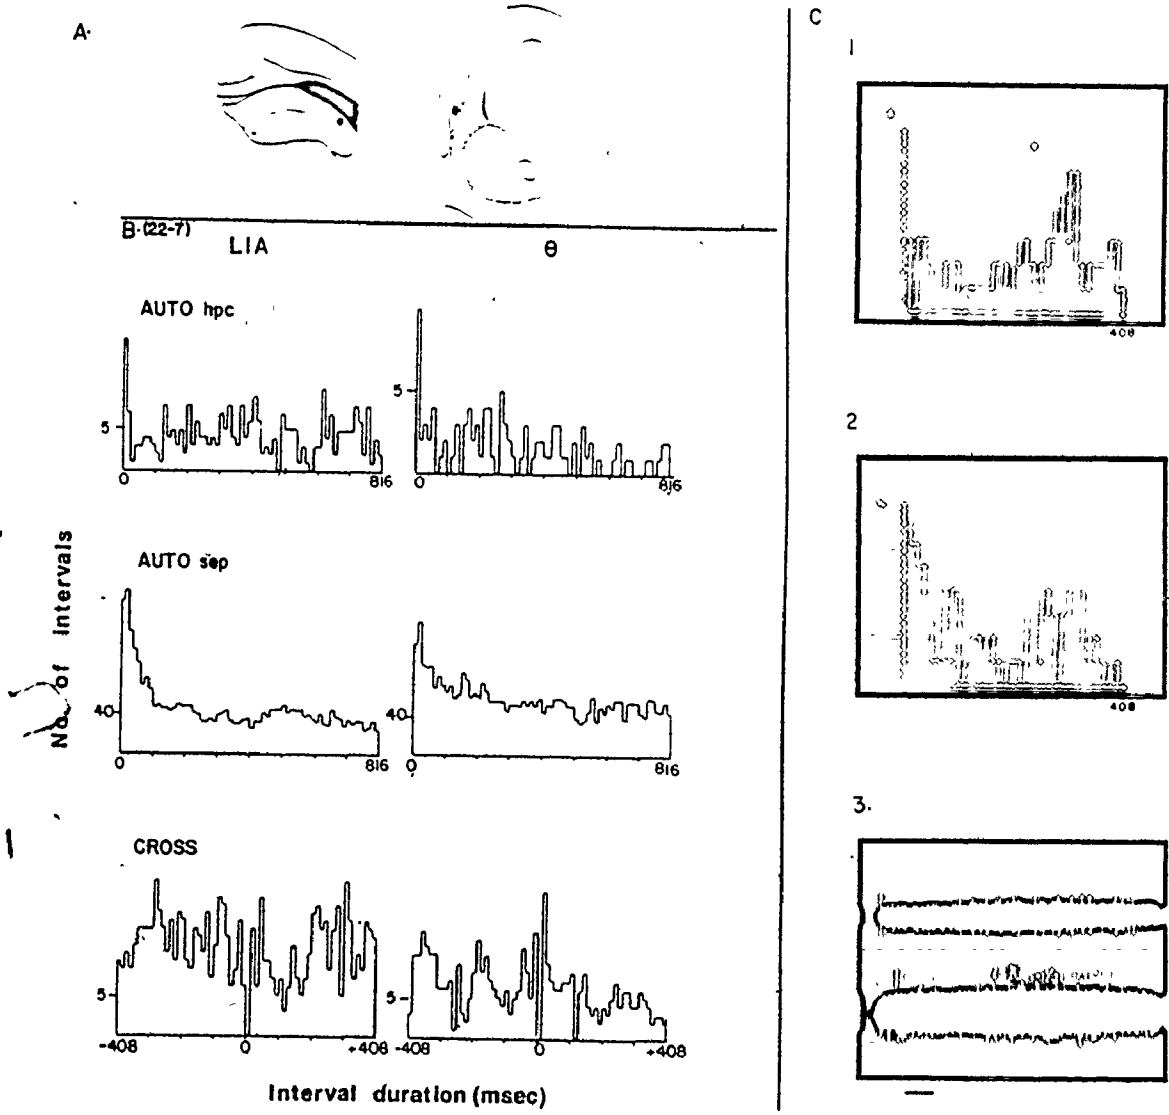 A.
B.(22-7)
LIA
θ
AUTO hpc
5
0
816
5
0
816
AUTO sep
40
0
816
40
0
816
CROSS
5
-408
0
+408
5
-408
0
+408
No. of Intervals
Interval duration (msec)
C
1
408
2
408
3.